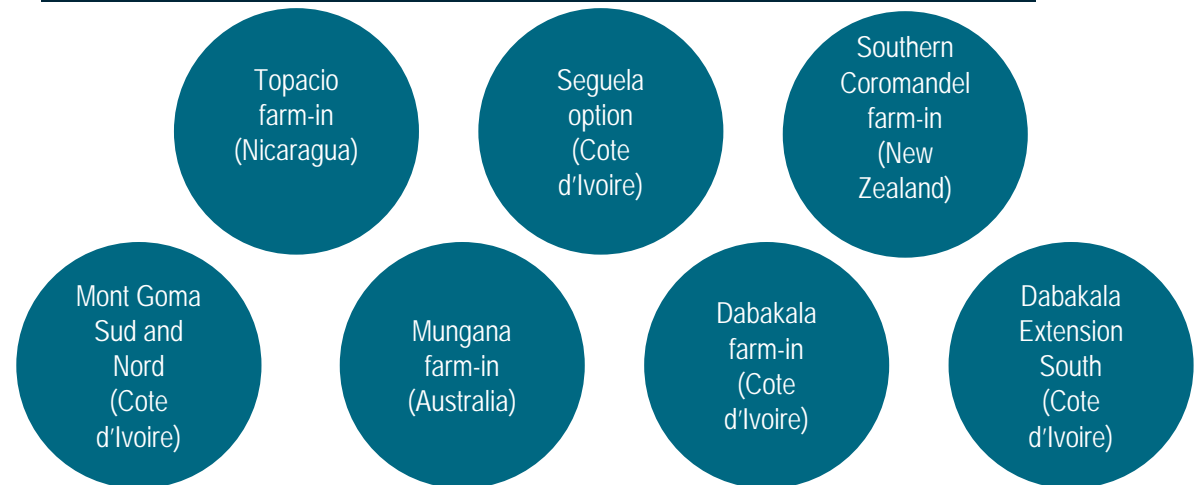 Topacio
farm-in
(Nicaragua)
Seguela
option
(Cote
d'Ivoire)
Southern
Coromandel
farm-in
(New
Zealand)
Mont Goma
Sud and
Nord
(Cote
d'Ivoire)
Mungana
farm-in
(Australia)
Dabakala
farm-in
(Cote
d'Ivoire)
Dabakala
Extension
South
(Cote
d'Ivoire)